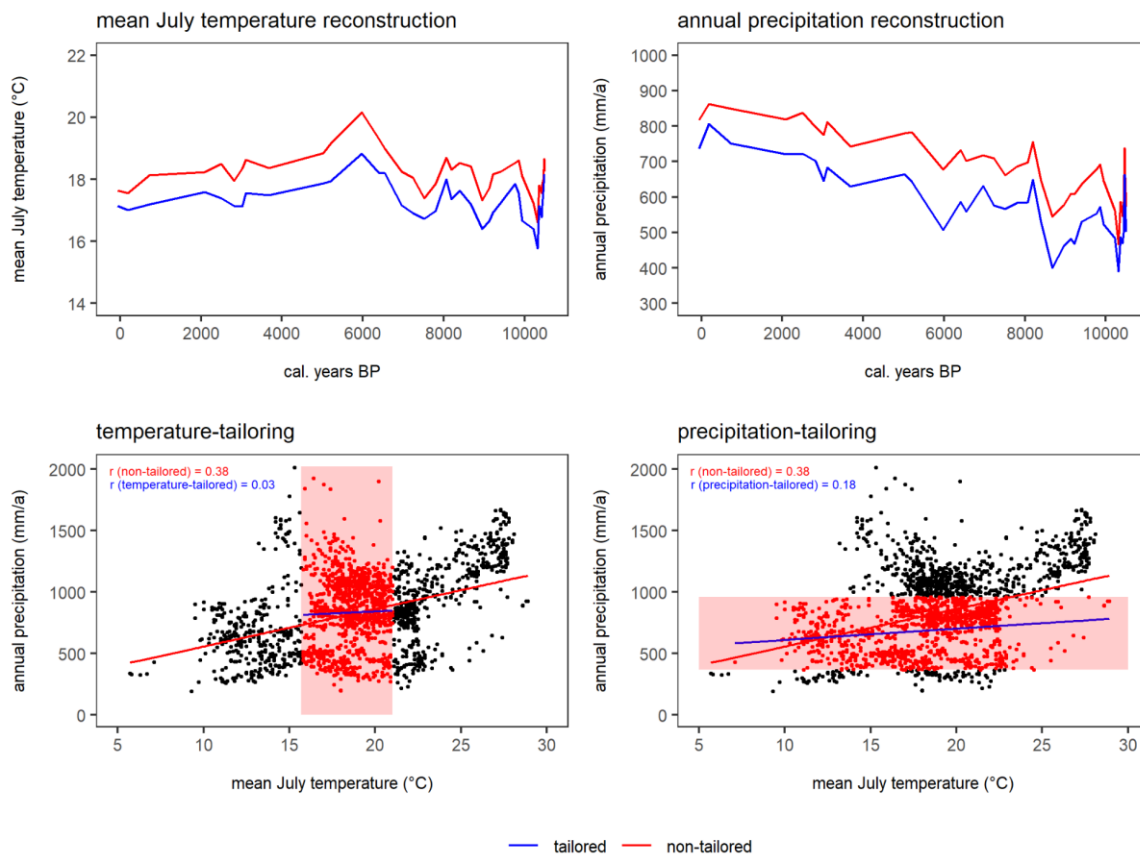 mean July temperature reconstruction
mean July temperature (°C)
22
20
18
16
14
0
2000
4000
6000
8000
10000
cal. years BP
annual precipitation reconstruction
annual precipitation (mm/a)
1000
900
800
700
600
500
400
300
0
2000
4000
6000
8000
10000
cal. years BP
temperature-tailoring
r (non-tailored) = 0.38
r (temperature-tailored) = 0.03
annual precipitation (mm/a)
2000
1500
1000
500
0
5
10
15
20
25
30
mean July temperature (°C)
precipitation-tailoring
r (non-tailored) = 0.38
r (precipitation-tailored) = 0.18
annual precipitation (mm/a)
2000
1500
1000
500
0
5
10
15
20
25
30
mean July temperature (°C)
tailored
non-tailored